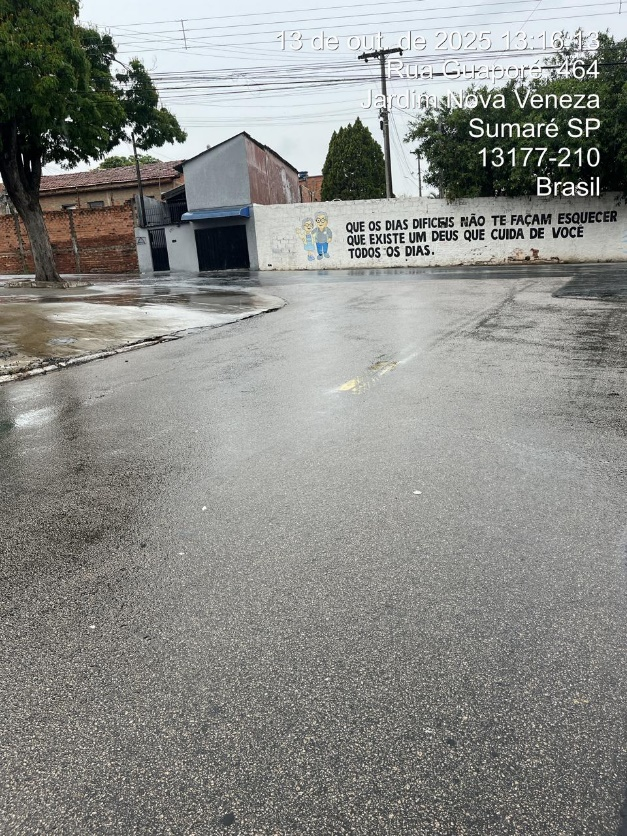 13 de out. de 2025 13:16:13
Rua Guaporé, 464
Jardim Nova Veneza
Sumaré SP
13177-210
Brasil
QUE OS DIAS DIFICEIS NÃO TE FAÇAM ESQUECER
QUE EXISTE UM DEUS QUE CUIDA DE VOCÊ
TODOS OS DIAS.